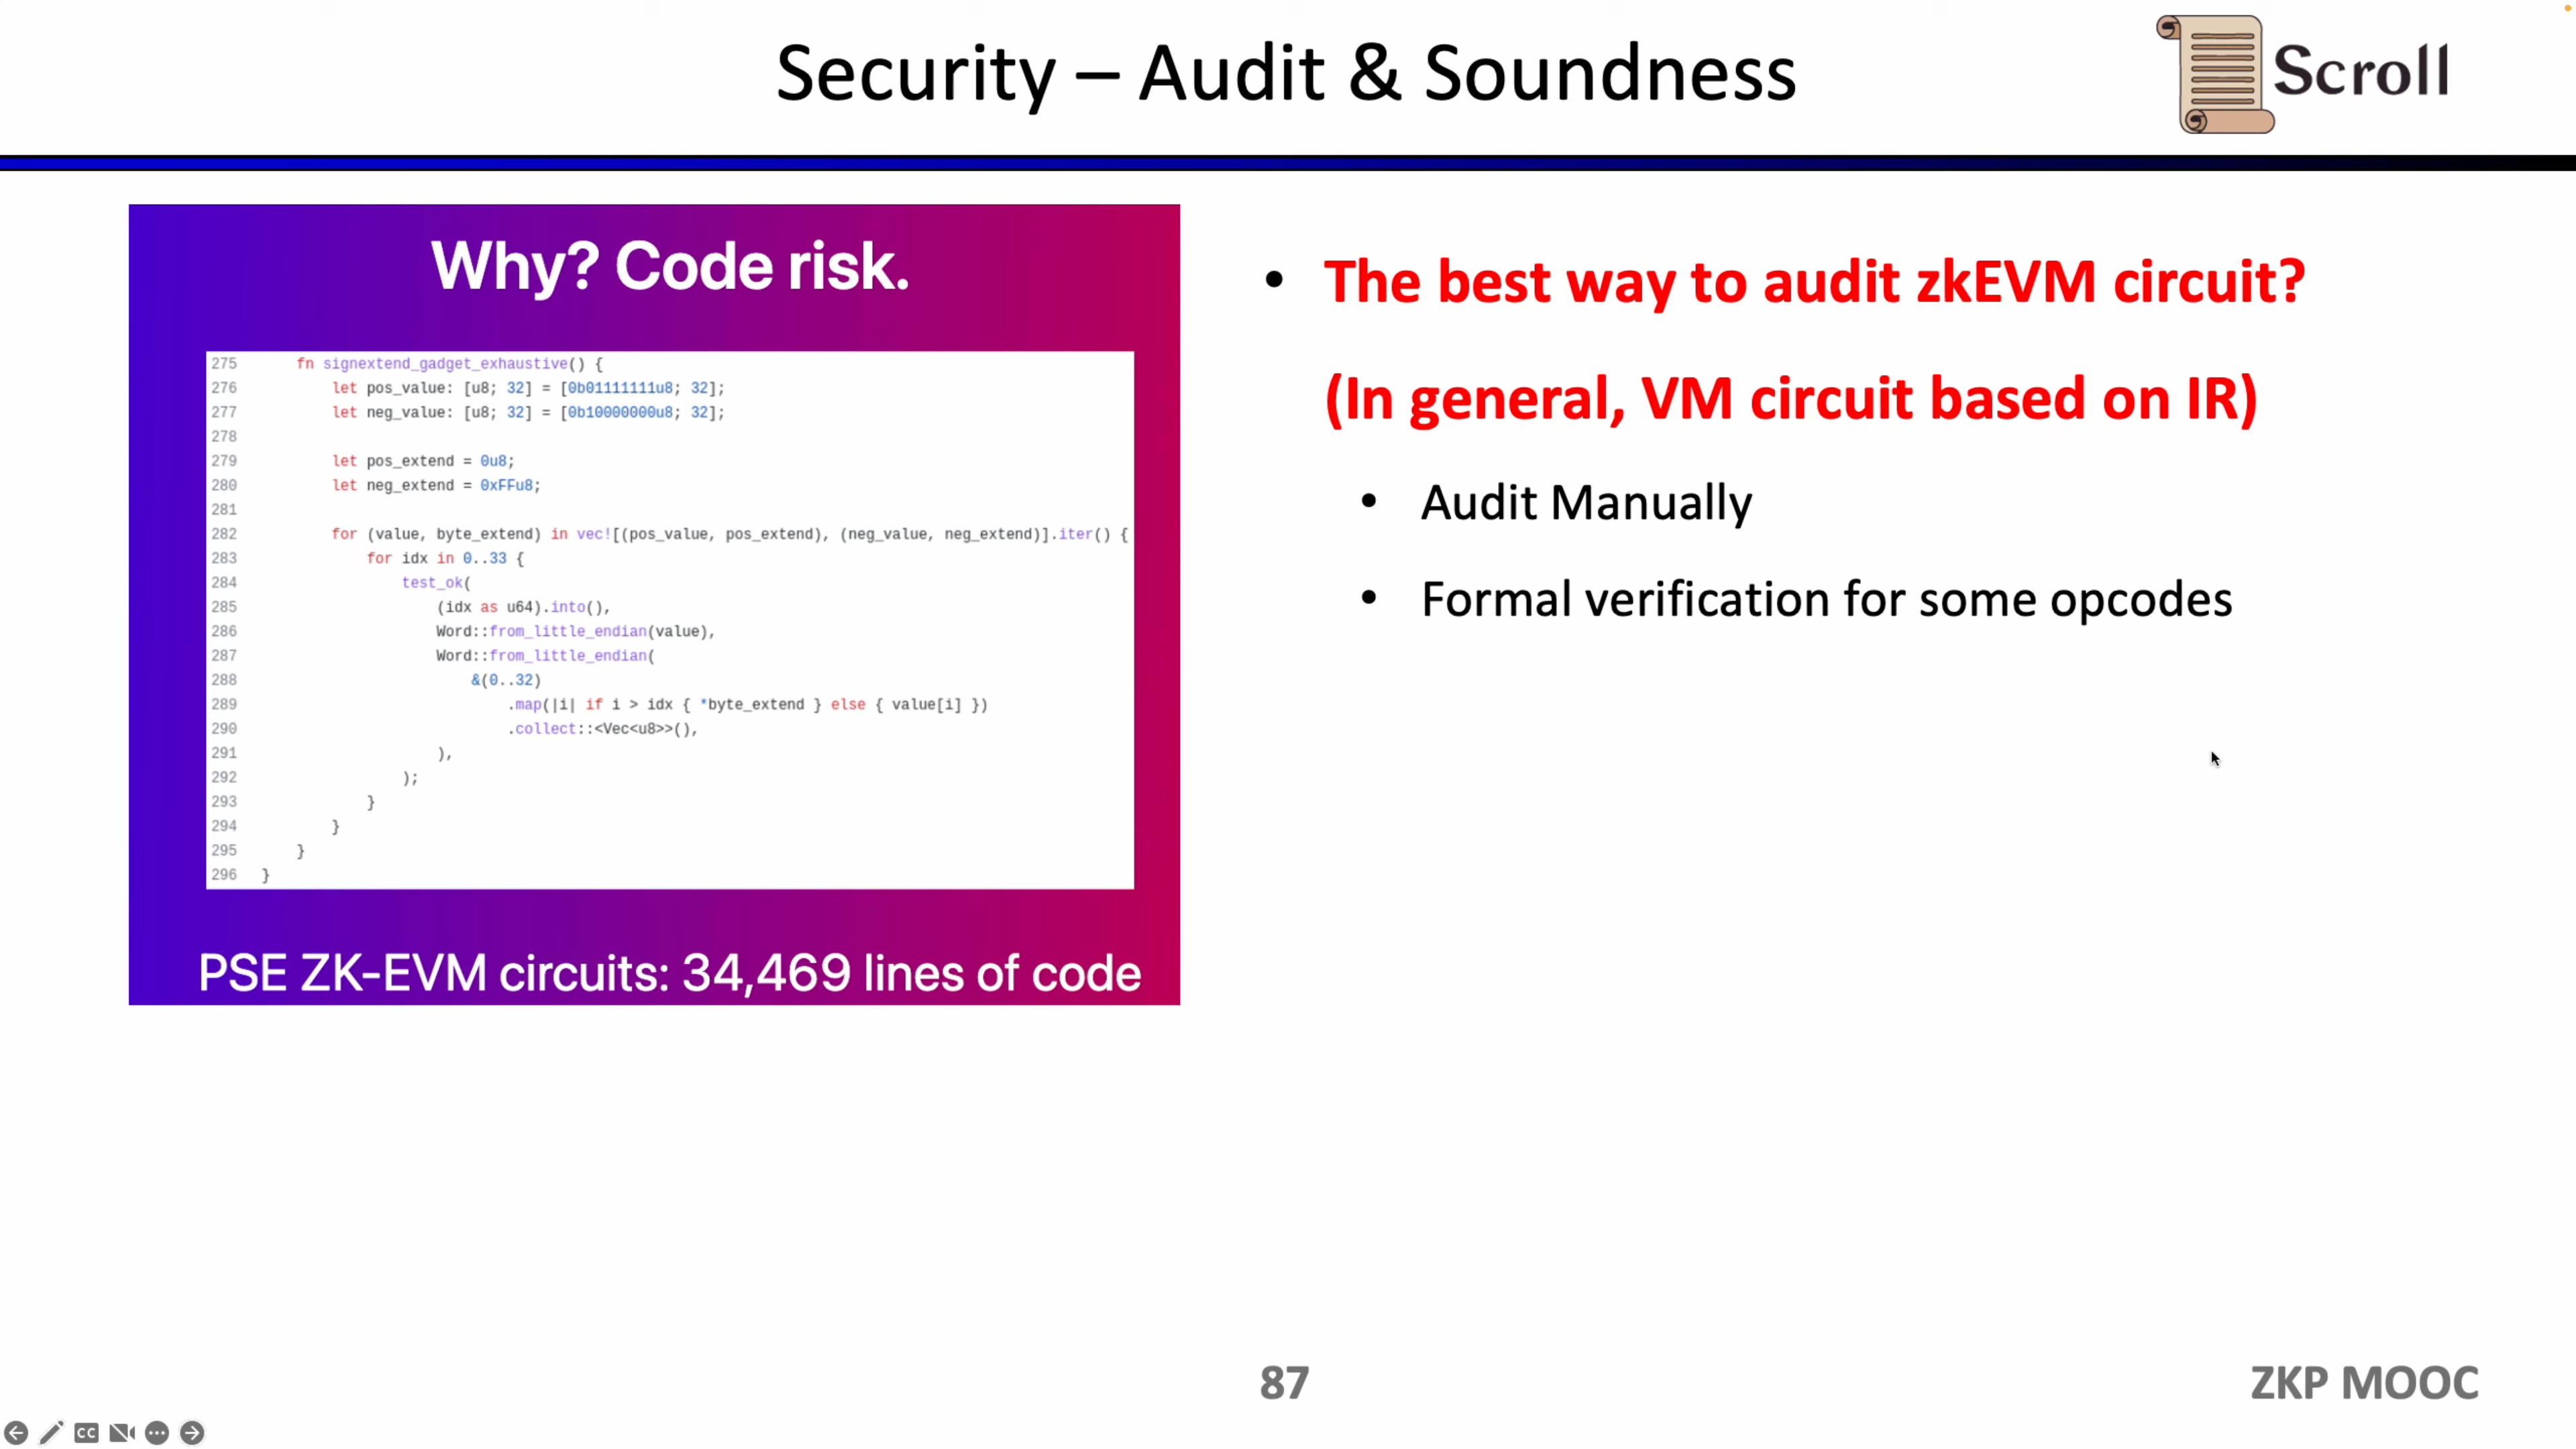 Security – Audit & Soundness
Scroll
Why? Code risk.
275 fn signextend_gadget_exhaustive() {
276 let pos_value: [u8; 32] = [0b01111111u8; 32];
277 let neg_value: [u8; 32] = [0b10000000u8; 32];
278
279 let pos_extend = 0u8;
280 let neg_extend = 0xFFu8;
281
282 for (value, byte_extend) in vec![(pos_value, pos_extend), (neg_value, neg_extend)].iter() {
283 for idx in 0..33 {
284 test_ok(
285 (idx as u64).into(),
286 Word::from_little_endian(value),
287 Word::from_little_endian(
288 &(0..32)
289 .map(|i| if i > idx { *byte_extend } else { value[i] })
290 .collect::<Vec<u8>>(),
291 ),
292 );
293 }
294 }
295 }
296 }
PSE ZK-EVM circuits: 34,469 lines of code
• The best way to audit zkEVM circuit?
(In general, VM circuit based on IR)
• Audit Manually
• Formal verification for some opcodes
87
ZKP MOOC
CC